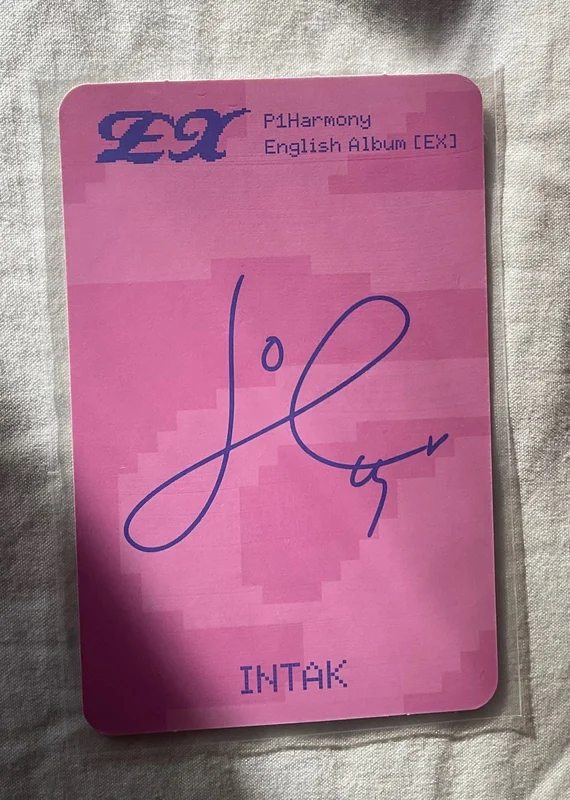 EX
P1Harmony
English Album [EX]
INTAK